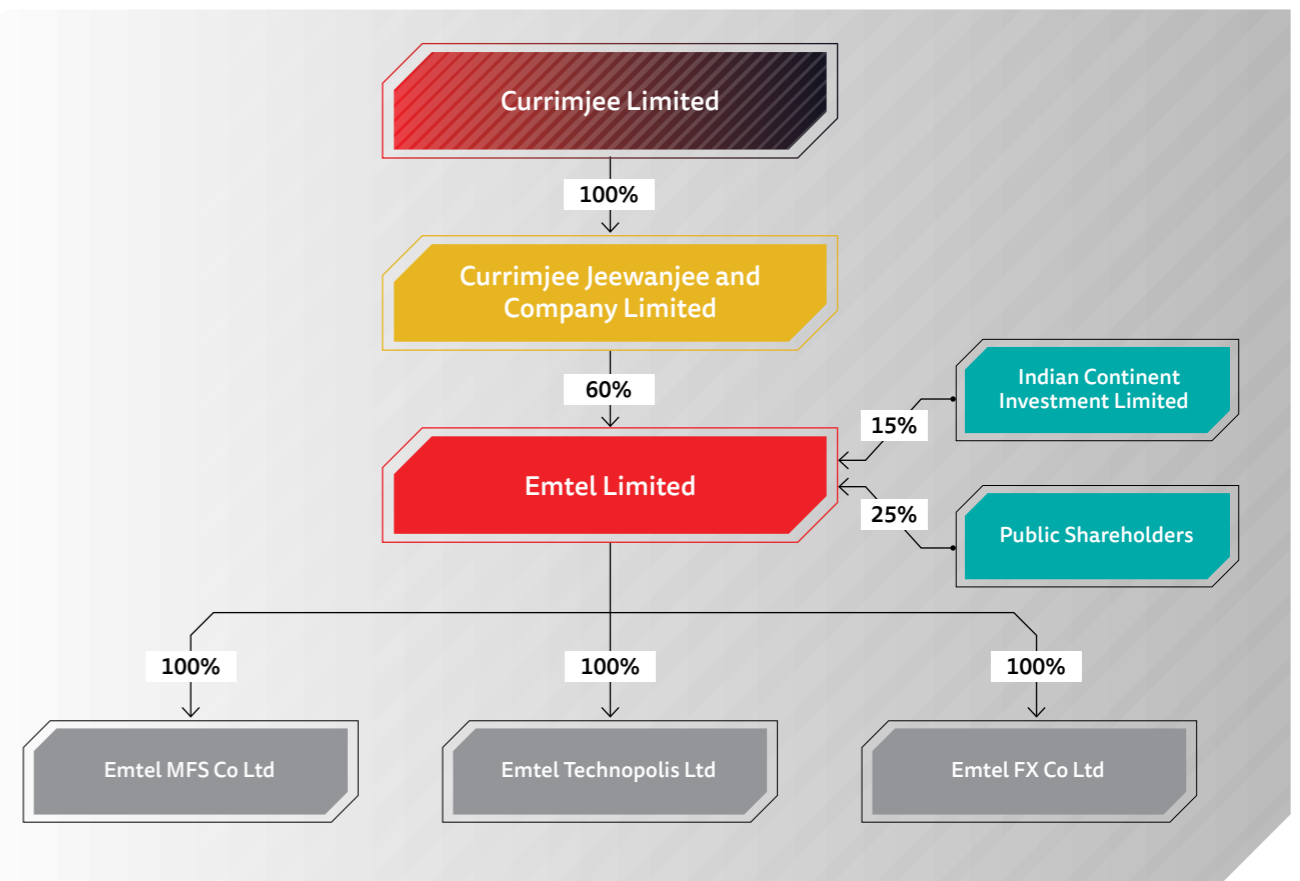 Currimjee Limited
100%
Currimjee Jeewanjee and
Company Limited
60%
Indian Continent
Investment Limited
15%
Emtel Limited
25%
Public Shareholders
100%
100%
100%
Emtel MFS Co Ltd
Emtel Technopolis Ltd
Emtel FX Co Ltd